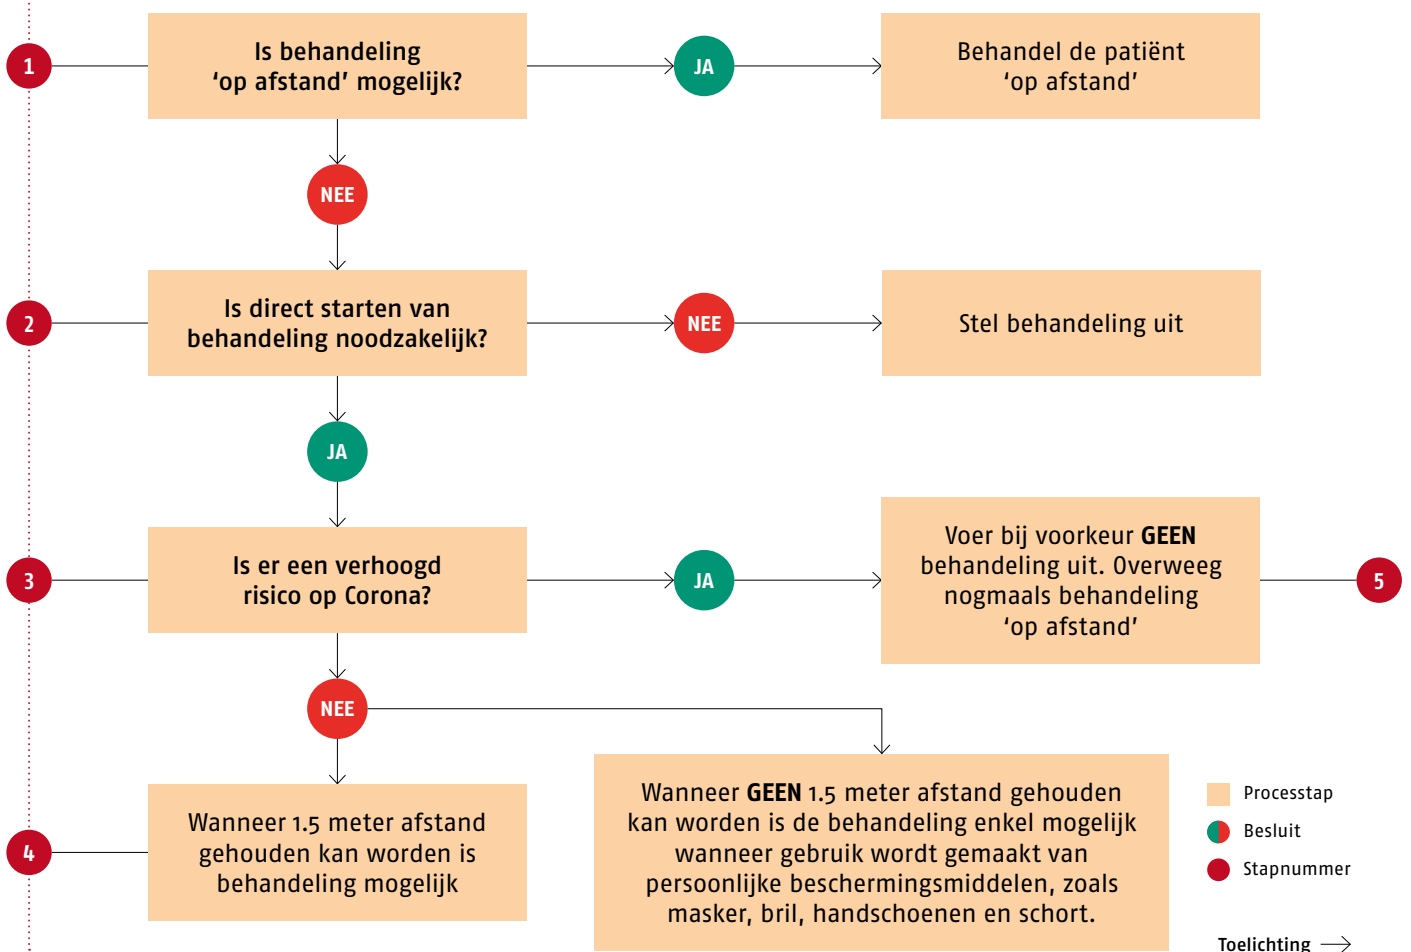 1
Is behandeling
‘op afstand’ mogelijk?
JA
Behandel de patiënt
‘op afstand’
NEE
2
Is direct starten van
behandeling noodzakelijk?
NEE
Stel behandeling uit
JA
3
Is er een verhoogd
risico op Corona?
JA
Voer bij voorkeur GEEN
behandeling uit. Overweeg
nogmaals behandeling
‘op afstand’
5
NEE
4
Wanneer 1.5 meter afstand
gehouden kan worden is
behandeling mogelijk
Wanneer GEEN 1.5 meter afstand gehouden
kan worden is de behandeling enkel mogelijk
wanneer gebruik wordt gemaakt van
persoonlijke beschermingsmiddelen, zoals
masker, bril, handschoenen en schort.
Processtap
Besluit
Stapnummer
Toelichting